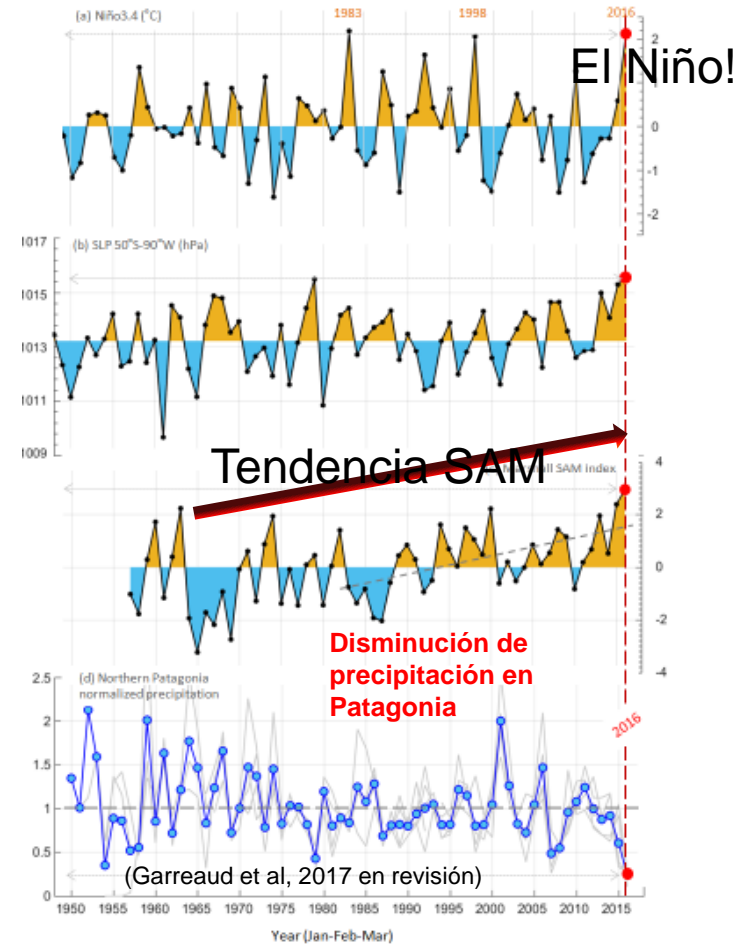 (a) Niño3.4 (°C)
1983
1998
2016
El Niño!
2
1
0
-1
-2
(b) SLP 50°S-90°W (hPa)
1017
1015
1013
1011
1009
Tendencia SAM
Marshall SAM index
4
2
0
-2
-4
Disminución de
precipitación en
Patagonia
(d) Northern Patagonia
normalized precipitation
2016
2.5
2
1.5
1
0.5
0
(Garreaud et al, 2017 en revisión)
1950 1955 1960 1965 1970 1975 1980 1985 1990 1995 2000 2005 2010 2015
Year (Jan-Feb-Mar)